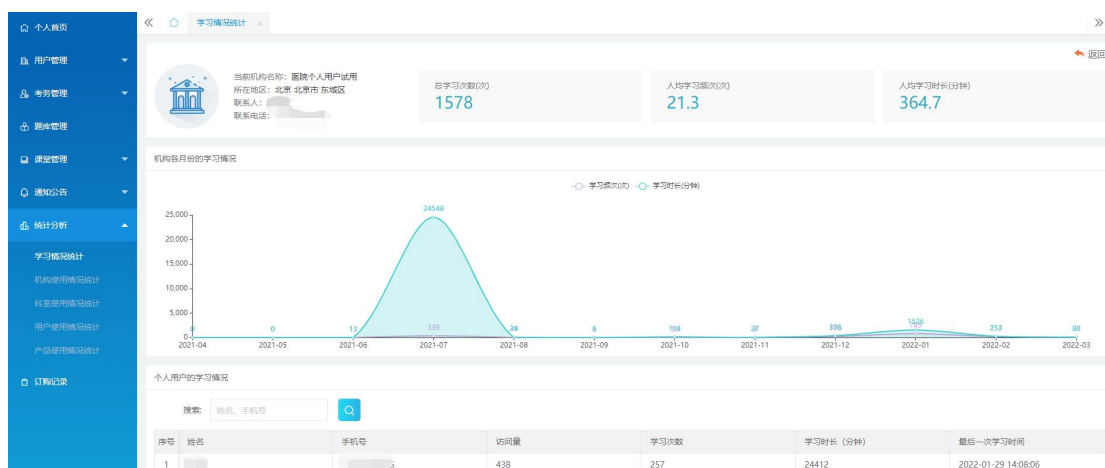 个人首页
用户管理
考务管理
题库管理
课堂管理
通知公告
统计分析
学习情况统计
机构使用情况统计
科室使用情况统计
用户使用情况统计
产品使用情况统计
订购记录
学习情况统计 ×
返回
当前机构名称: 医院个人用户试用
所在地区: 北京 北京市 东城区
联系人:
联系电话:
总学习次数(次)
1578
人均学习频次(次)
21.3
人均学习时长(分钟)
364.7
机构各月份的学习情况
学习频次(次) 学习时长(分钟)
24548
25,000
20,000
15,000
10,000
5,000
0
0
13
339
1536
252
2021-04 2021-05 2021-06 2021-07 2021-08 2021-09 2021-10 2021-11 2021-12 2022-01 2022-02 2022-03
个人用户的学习情况
搜索: 姓名、手机号
序号 姓名 手机号 访问量 学习次数 学习时长（分钟） 最后一次学习时间
1 438 257 24412 2022-01-29 14:08:06